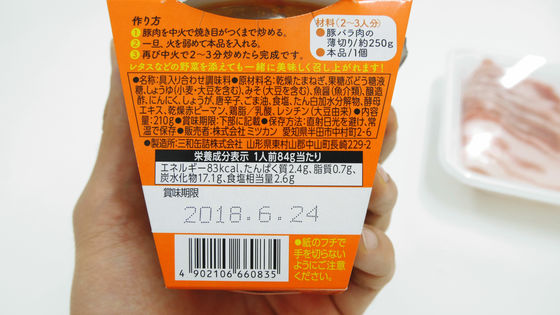 作り方
①豚肉を中火で焼き目がつくまで炒める。
②一旦、火を弱めて本品を入れる。
③再び中火で2〜3分炒めたら完成です。
レタスなどの野菜を添えても一緒に美味しく召し上がれます!
材料(2〜3人分)
●豚バラ肉の
薄切り/約250g
●本品/1個
●名称:具入り合わせ調味料●原材料名:乾燥たまねぎ、果糖ぶどう糖液
糖、しょうゆ(小麦・大豆を含む)、みそ(大豆を含む)、魚醤(魚介類)、醸造
酢、にんにく、しょうが、唐辛子、ごま油、食塩、たん白加水分解物、酵母
エキス、乾燥赤ピーマン、鶏脂/乳酸、レシチン(大豆由来)●内容
量:210g●賞味期限:下部に記載●保存方法:直射日光を避け、常
温で保存●販売者:株式会社ミツカン 愛知県半田市中村町2-6
●製造所:三和缶詰株式会社 山形県東村山郡中山町長崎229-2
栄養成分表示 1人前84g当たり
エネルギー83kcal、たんぱく質2.4g、脂質0.7g、
炭水化物17.1g、食塩相当量2.6g
賞味期限
2018.6.24
4 902106 660835
●紙のフチで
手を切らない
ようにご注意
ください。